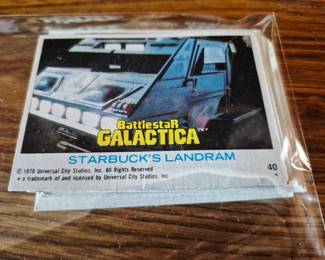 BattlestaR
GALACTICA™
STARBUCK'S LANDRAM
© 1978 Universal City Studios, Inc. All Rights Reserved
40
• a trademark of and licensed by Universal City Studios, Inc